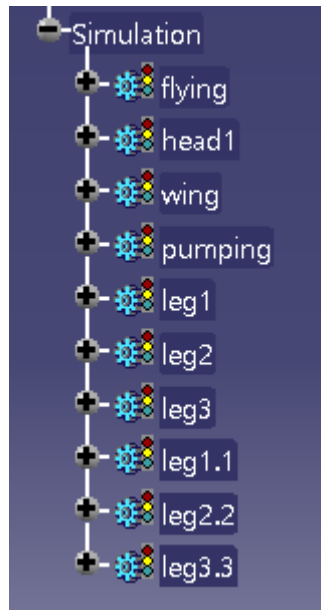 Simulation
flying
head1
wing
pumping
leg1
leg2
leg3
leg1.1
leg2.2
leg3.3